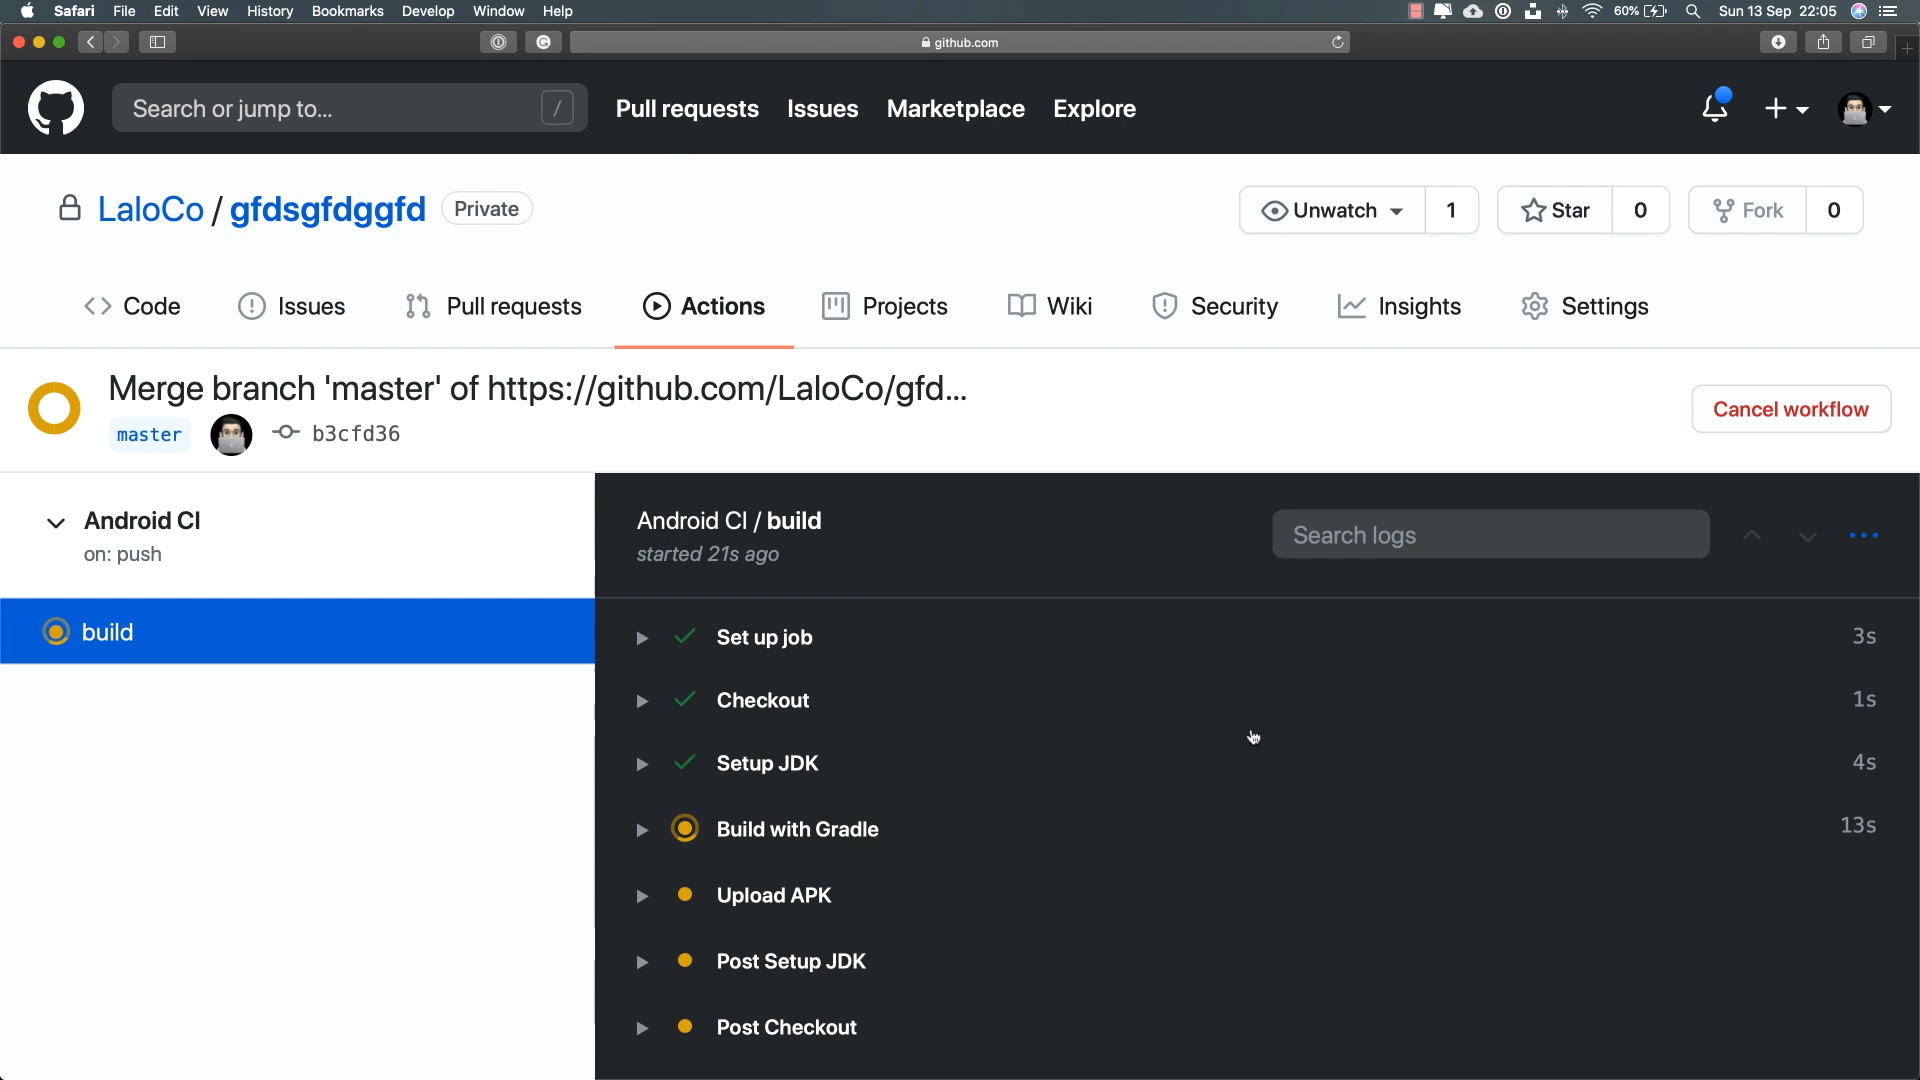 Safari File Edit View History Bookmarks Develop Window Help 60% Sun 13 Sep 22:05
github.com
Search or jump to... / Pull requests Issues Marketplace Explore
LaloCo / gfdsgfdggfd Private Unwatch 1 Star 0 Fork 0
Code Issues Pull requests Actions Projects Wiki Security Insights Settings
Merge branch 'master' of https://github.com/LaloCo/gfd...
Cancel workflow
master b3cfd36
Android CI
on: push
build
Android CI / build
started 21s ago
Search logs
Set up job 3s
Checkout 1s
Setup JDK 4s
Build with Gradle 13s
Upload APK
Post Setup JDK
Post Checkout